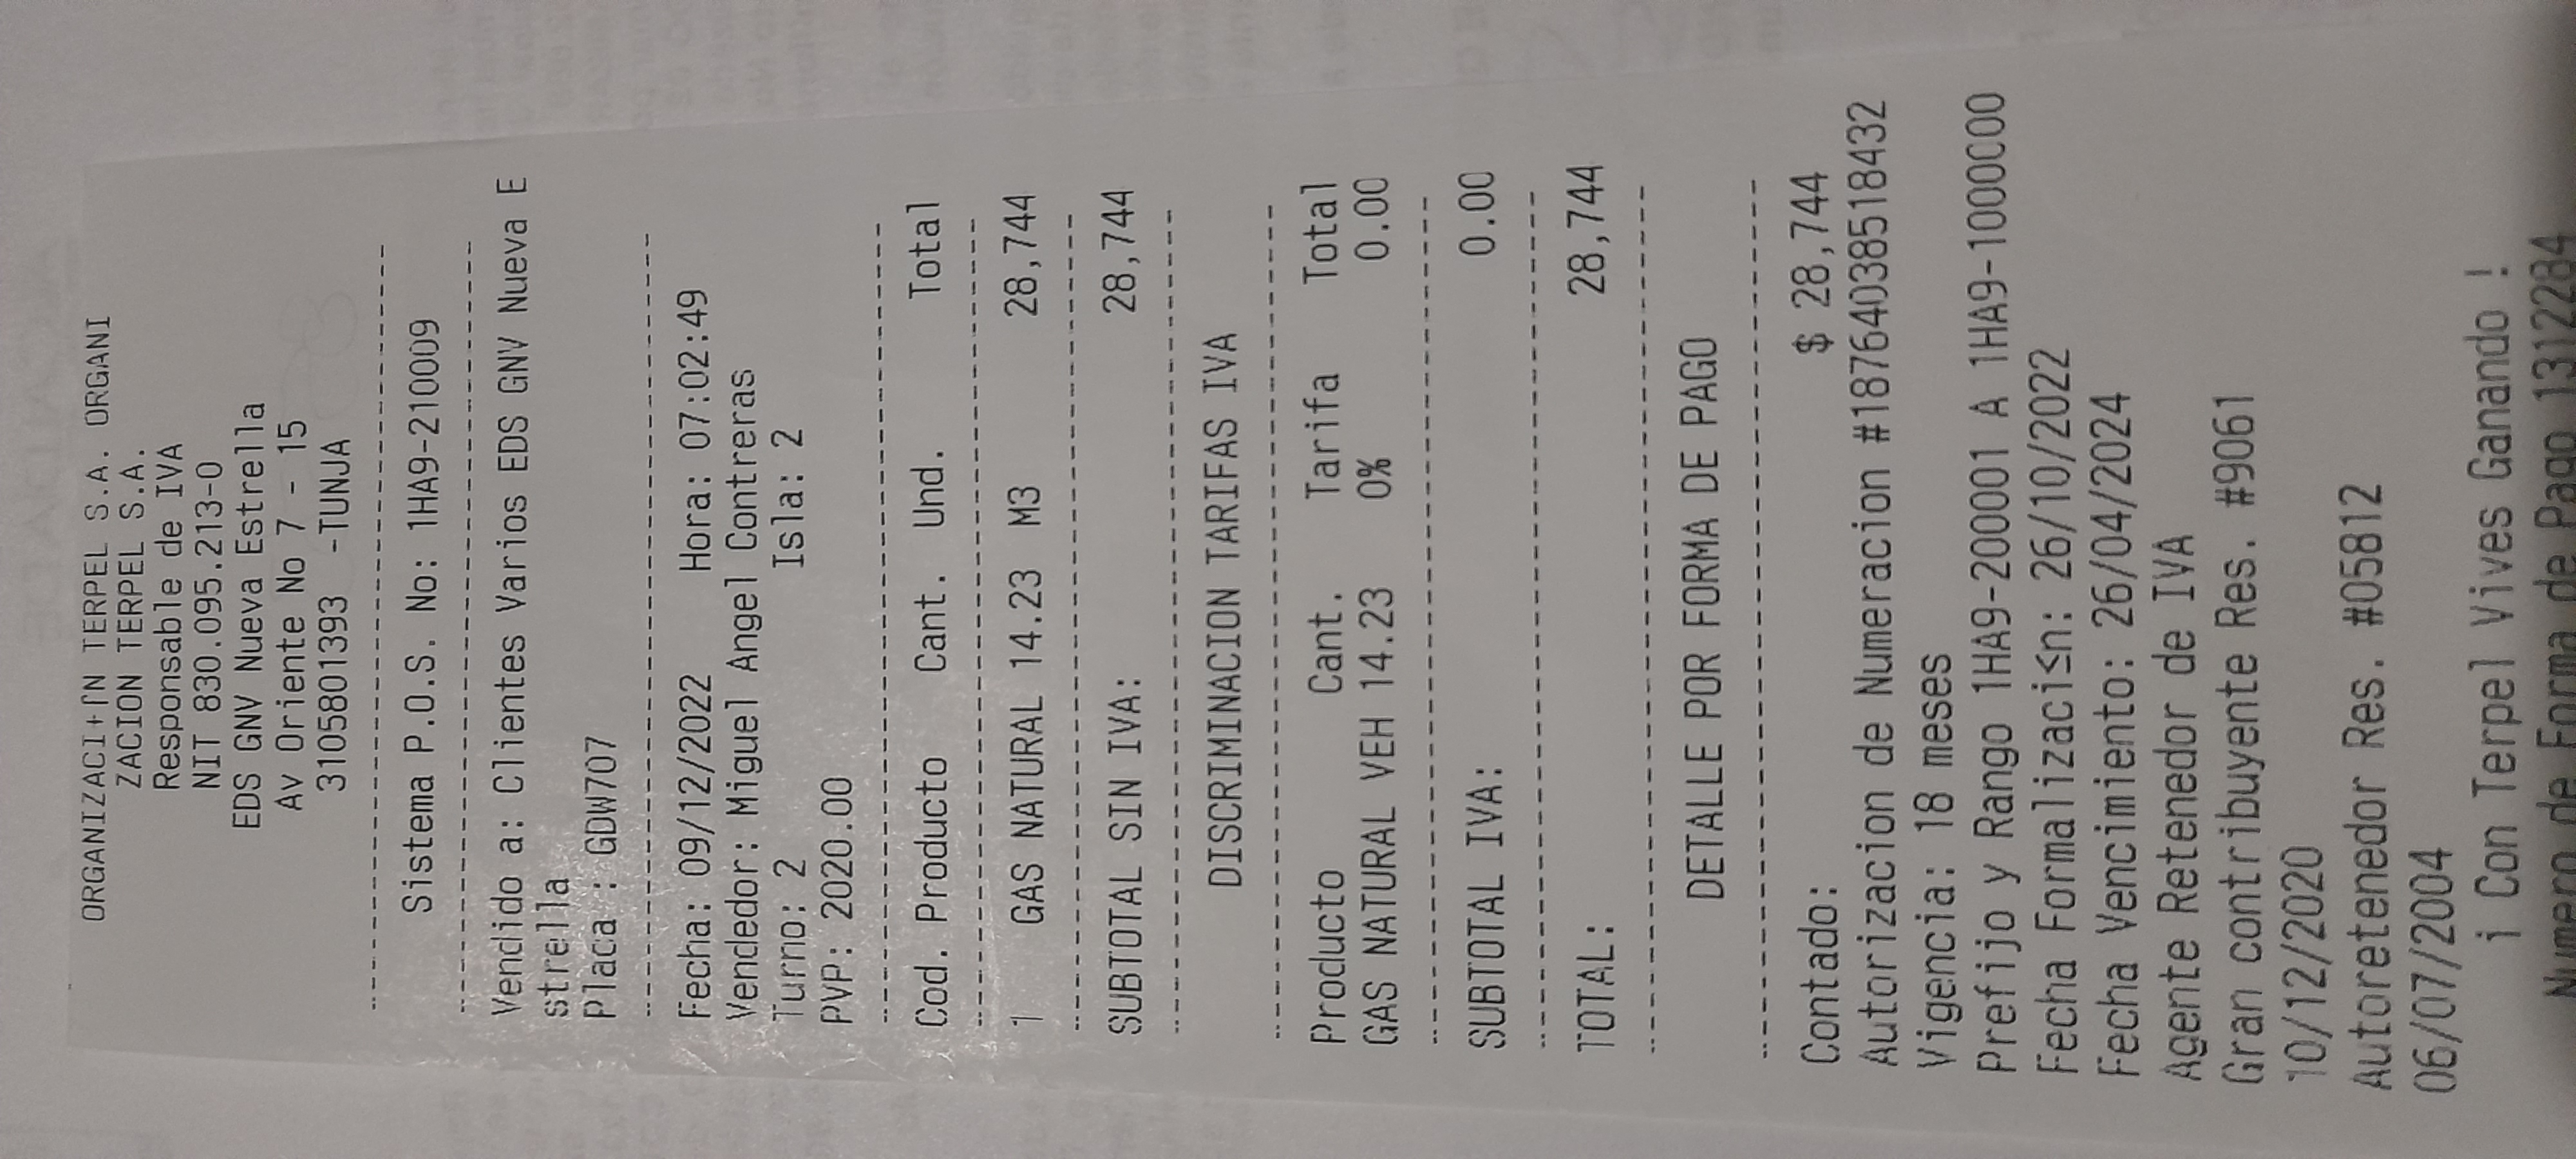 ORGANIZACI+ΓN TERPEL S.A. ORGANI
ZACION TERPEL S.A.
Responsable de IVA
NIT 830.095.213-0
EDS GNV Nueva Estrella
Av Oriente No 7 - 15
3105801393 -TUNJA
Sistema P.O.S. No: 1HA9-210009
Vendido a: Clientes Varios EDS GNV Nueva E
strella
Placa : GDW707
Fecha: 09/12/2022 Hora: 07:02:49
Vendedor: Miguel Angel Contreras
Turno: 2 Isla: 2
PVP: 2020.00
Cod. Producto Cant. Und. Total
1 GAS NATURAL 14.23 M3 28,744
SUBTOTAL SIN IVA: 28,744
DISCRIMINACION TARIFAS IVA
Producto Cant. Tarifa Total
GAS NATURAL VEH 14.23 0% 0.00
SUBTOTAL IVA: 0.00
TOTAL: 28,744
DETALLE POR FORMA DE PAGO
Contado: $ 28,744
Autorizacion de Numeracion #18764038518432
Vigencia: 18 meses
Prefijo y Rango 1HA9-200001 A 1HA9-1000000
Fecha Formalizaci≤n: 26/10/2022
Fecha Vencimiento: 26/04/2024
Agente Retenedor de IVA
Gran contribuyente Res. #9061
10/12/2020
Autoretenedor Res. #05812
06/07/2004
¡ Con Terpel Vives Ganando !
Numero de Forma de Pago 1312284